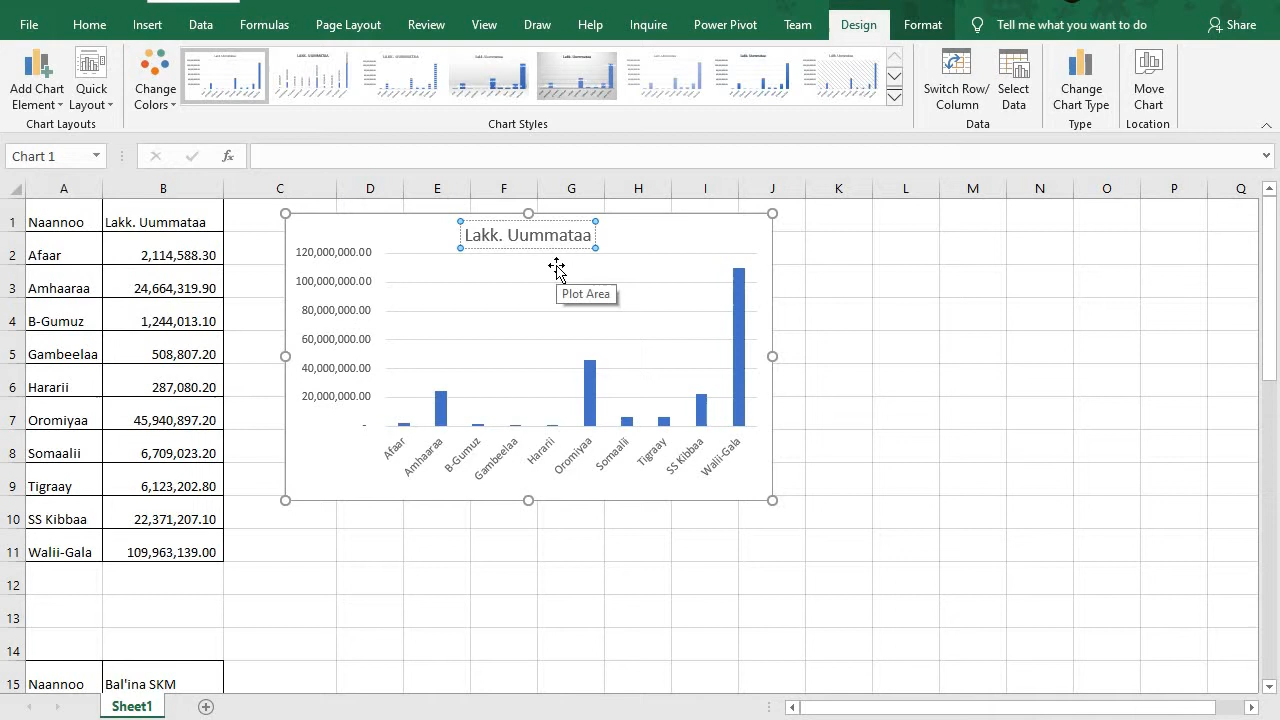 File Home Insert Data Formulas Page Layout Review View Draw Help Inquire Power Pivot Team Design Format Tell me what you want to do Share
Add Chart Element
Quick Layout
Change Colors
Switch Row/ Column
Select Data
Change Chart Type
Move Chart
Chart Layouts Chart Styles Data Type Location
Chart 1 fx
A B C D E F G H I J K L M N O P Q
1 Naannoo Lakk. Uummataa
2 Afaar 2,114,588.30
3 Amhaaraa 24,664,319.90
4 B-Gumuz 1,244,013.10
5 Gambeelaa 508,807.20
6 Hararii 287,080.20
7 Oromiyaa 45,940,897.20
8 Somaalii 6,709,023.20
9 Tigraay 6,123,202.80
10 SS Kibbaa 22,371,207.10
11 Walii-Gala 109,963,139.00
12
13
14
15 Naannoo Bal'ina SKM
Lakk. Uummataa
120,000,000.00
100,000,000.00
80,000,000.00
60,000,000.00
40,000,000.00
20,000,000.00
-
Plot Area
Afaar Amhaaraa B-Gumuz Gambeelaa Hararii Oromiyaa Somaalii Tigraay SS Kibbaa Walii-Gala
Sheet1